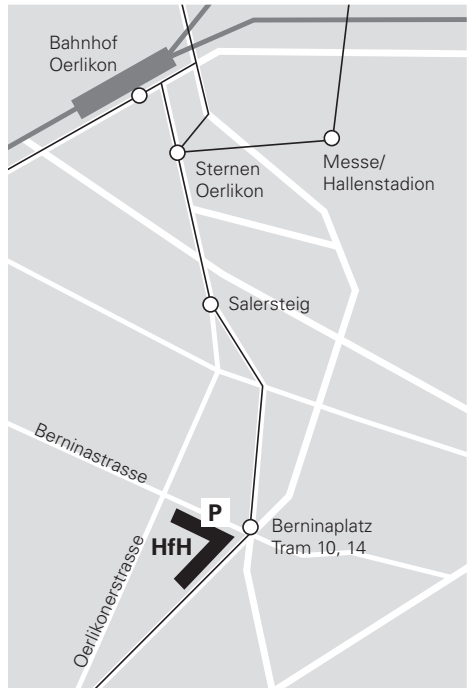 Bahnhof
Oerlikon
Sternen
Oerlikon
Messe/
Hallenstadion
Salersteig
Berninastrasse
P
HfH
Berninaplatz
Tram 10, 14
Oerlikonerstrasse